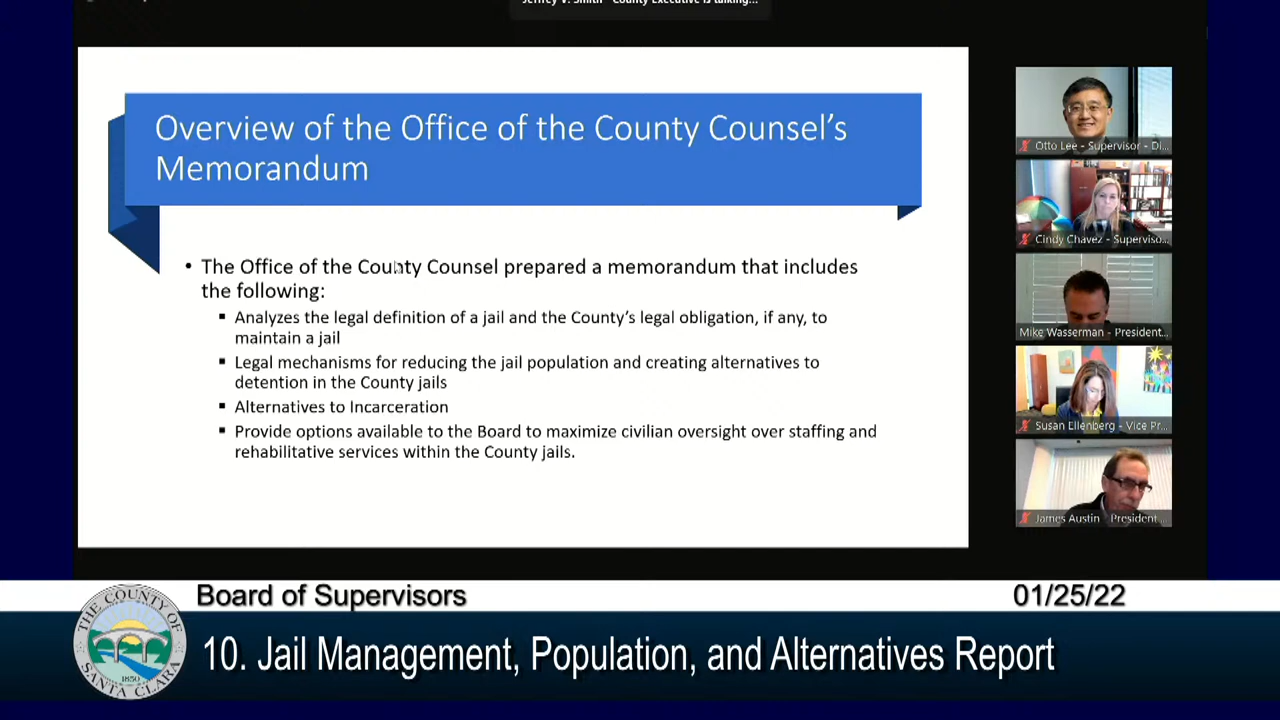 Jeffrey V. Smith - County Executive is talking...
Overview of the Office of the County Counsel's
Memorandum
• The Office of the County Counsel prepared a memorandum that includes
the following:
▪ Analyzes the legal definition of a jail and the County's legal obligation, if any, to
maintain a jail
▪ Legal mechanisms for reducing the jail population and creating alternatives to
detention in the County jails
▪ Alternatives to Incarceration
▪ Provide options available to the Board to maximize civilian oversight over staffing and
rehabilitative services within the County jails.
Otto Lee - Supervisor - Di...
Cindy Chavez - Superviso...
Mike Wasserman - President...
Susan Ellenberg - Vice Pr...
James Austin - President ...
Board of Supervisors
01/25/22
10. Jail Management, Population, and Alternatives Report
THE COUNTY OF
SANTA CLARA
1850